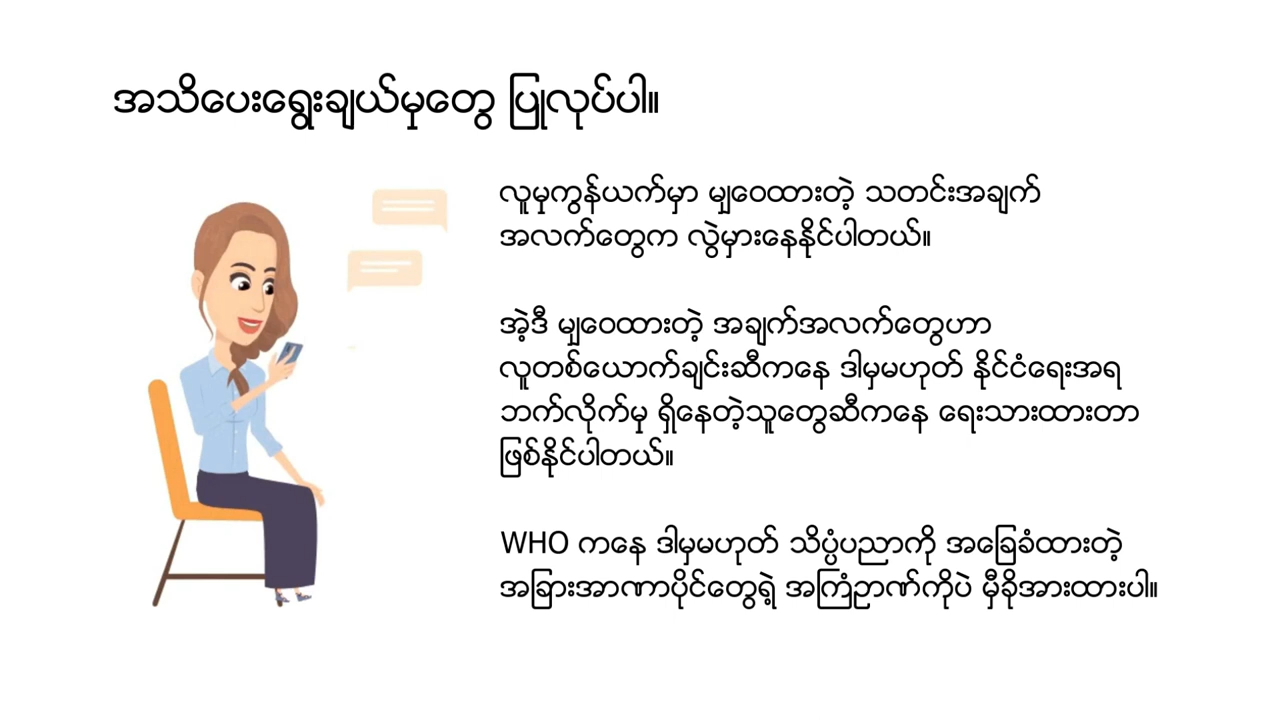 အသိပေးရွေးချယ်မှုတွေ ပြုလုပ်ပါ။
လူမှုကွန်ယက်မှာ မျှဝေထားတဲ့ သတင်းအချက်
အလက်တွေက လွဲမှားနေနိုင်ပါတယ်။
အဲ့ဒီ မျှဝေထားတဲ့ အချက်အလက်တွေဟာ
လူတစ်ယောက်ချင်းဆီကနေ ဒါမှမဟုတ် နိုင်ငံရေးအရ
ဘက်လိုက်မှု ရှိနေတဲ့သူတွေဆီကနေ ရေးသားထားတာ
ဖြစ်နိုင်ပါတယ်။
WHO ကနေ ဒါမှမဟုတ် သိပ္ပံပညာကို အခြေခံထားတဲ့
အခြားအာဏာပိုင်တွေရဲ့ အကြံဉာဏ်ကိုပဲ မှီခိုအားထားပါ။